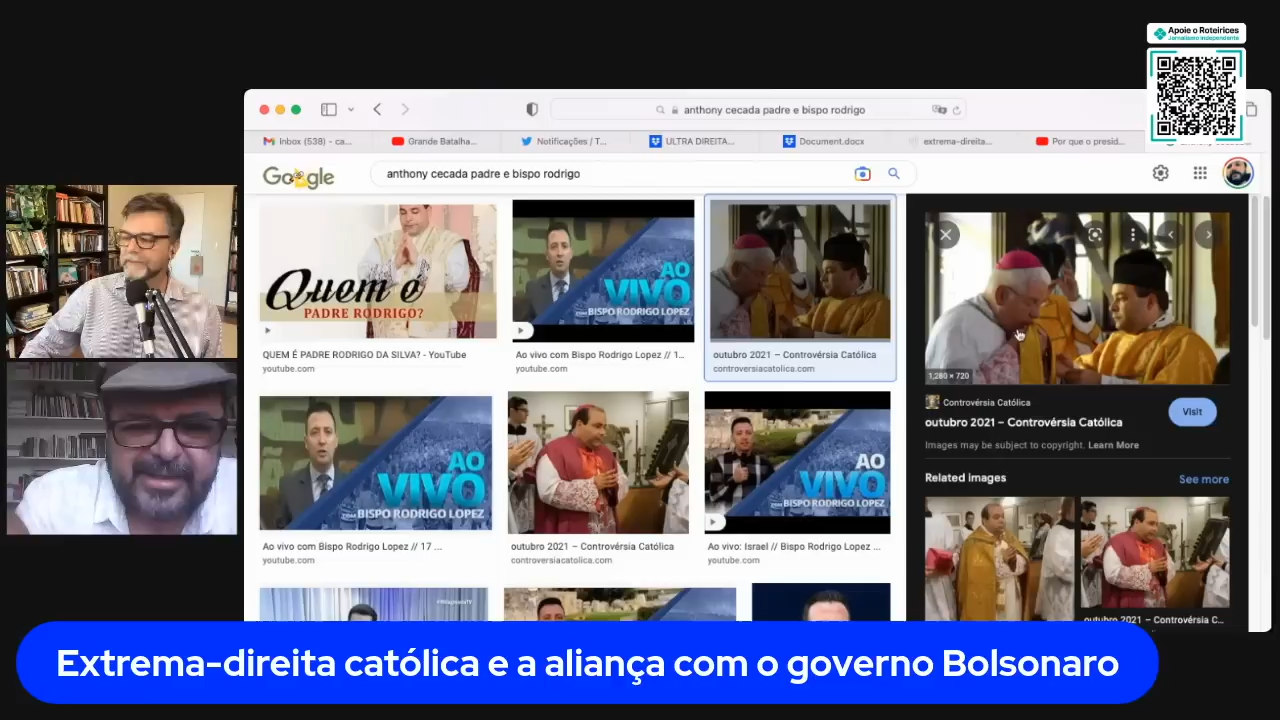 Apoie o Roteirices
Jornalismo Independente
anthony cecada padre e bispo rodrigo
Inbox (538) – ca...
Grande Batalha...
Notificações / T...
ULTRA DIREITA...
Document.docx
extrema-direita...
Por que o presid...
Google
anthony cecada padre e bispo rodrigo
Quem é
PADRE RODRIGO?
AO
VIVO
COM BISPO RODRIGO LOPEZ
QUEM É PADRE RODRIGO DA SILVA? - YouTube
youtube.com
Ao vivo com Bispo Rodrigo Lopez // 1...
youtube.com
outubro 2021 – Controvérsia Católica
controversiacatolica.com
1,280 × 720
Controvérsia Católica
outubro 2021 – Controvérsia Católica
Visit
Images may be subject to copyright. Learn More
Related Images
See more
AO
VIVO
COM BISPO RODRIGO LOPEZ
AO
VIVO
COM BISPO RODRIGO LOPEZ
Ao vivo com Bispo Rodrigo Lopez // 17 ...
youtube.com
outubro 2021 – Controvérsia Católica
controversiacatolica.com
Ao vivo: Israel // Bispo Rodrigo Lopez ...
youtube.com
outubro 2021 – Controvérsia C...
Extrema-direita católica e a aliança com o governo Bolsonaro